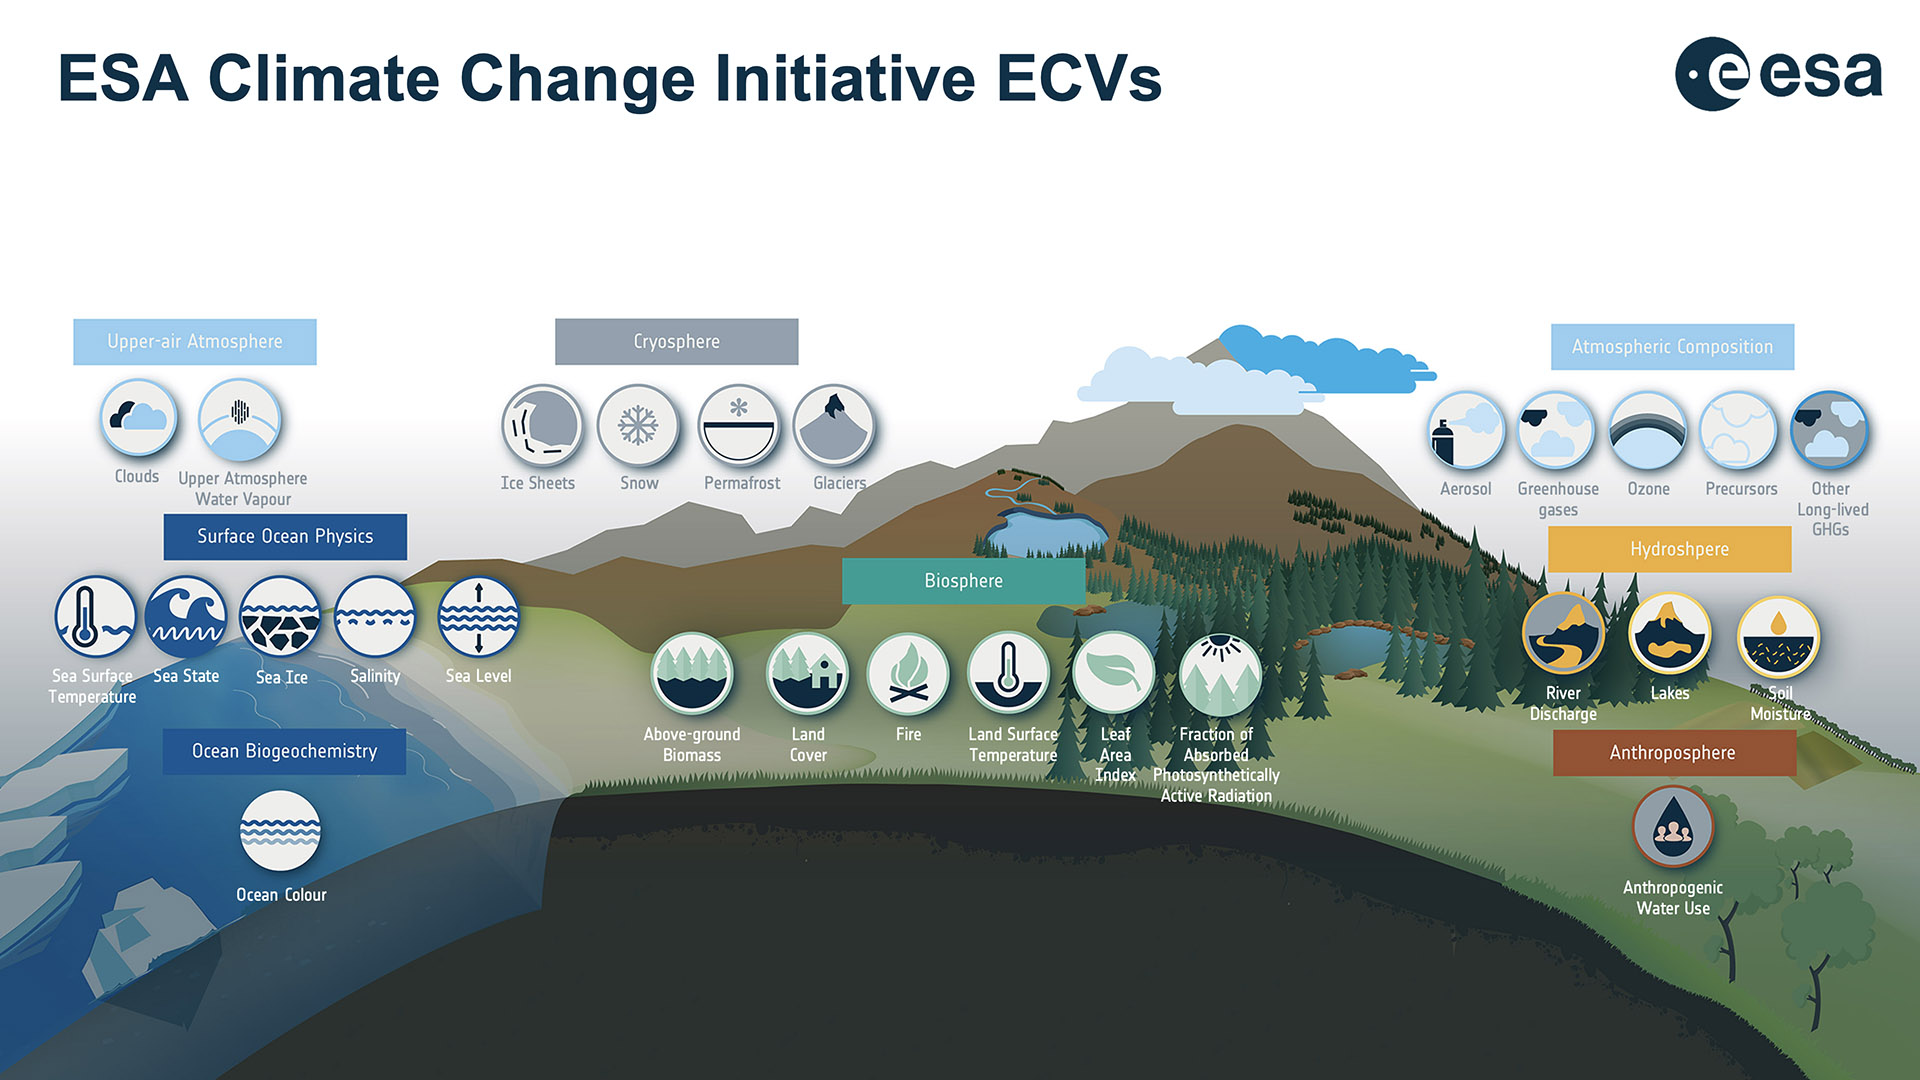 ESA Climate Change Initiative ECVs
esa
Upper-air Atmosphere
Clouds
Upper Atmosphere
Water Vapour
Cryosphere
Ice Sheets
Snow
Permafrost
Glaciers
Atmospheric Composition
Aerosol
Greenhouse
gases
Ozone
Precursors
Other
Long-lived
GHGs
Surface Ocean Physics
Sea Surface
Temperature
Sea State
Sea Ice
Salinity
Sea Level
Biosphere
Above-ground
Biomass
Land
Cover
Fire
Land Surface
Temperature
Leaf
Area
Index
Fraction of
Absorbed
Photosynthetically
Active Radiation
Hydroshpere
River
Discharge
Lakes
Soil
Moisture
Ocean Biogeochemistry
Ocean Colour
Anthroposphere
Anthropogenic
Water Use